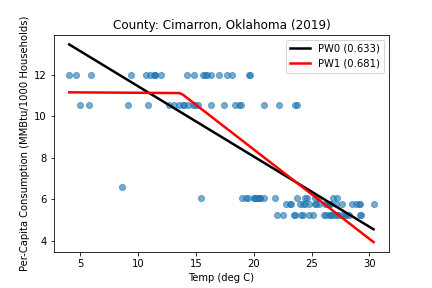 County: Cimarron, Oklahoma (2019)
PW0 (0.633)
PW1 (0.681)
Per-Capita Consumption (MMBtu/1000 Households)
12
10
8
6
4
5 10 15 20 25 30
Temp (deg C)